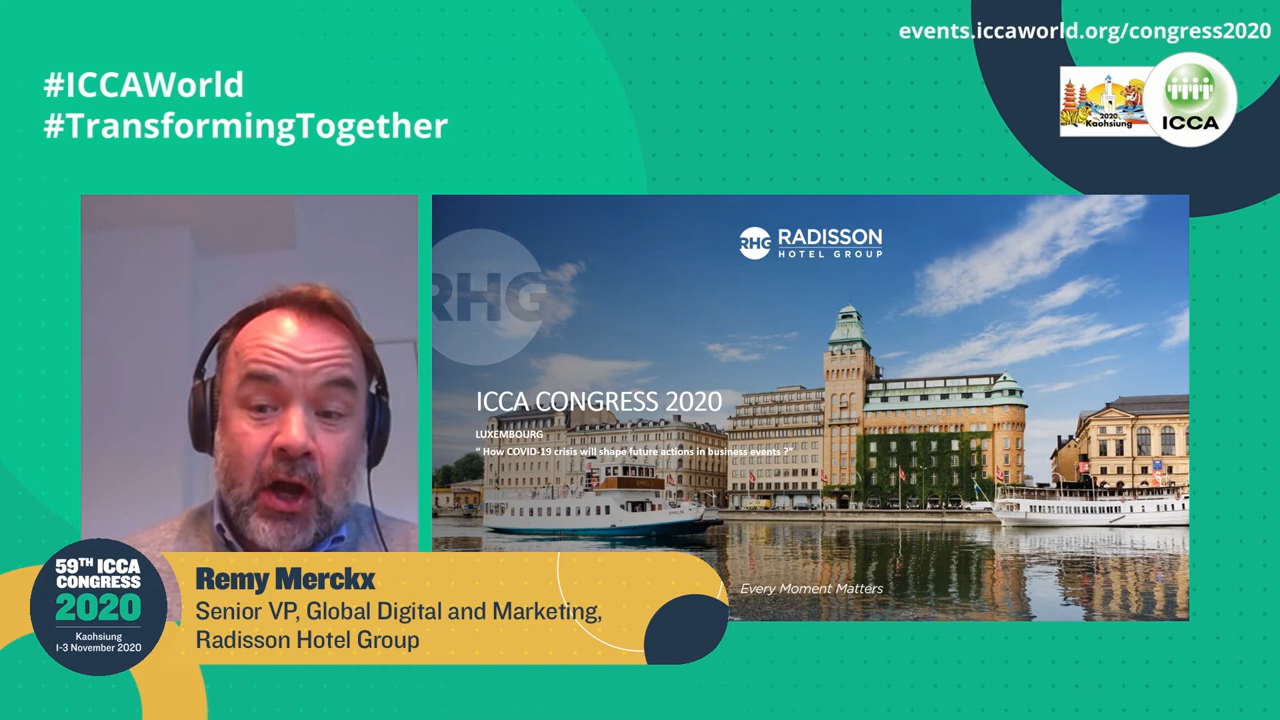 events.iccaworld.org/congress2020
#ICCAWorld
#TransformingTogether
2020
Kaohsiung
ICCA
RHG RADISSON
HOTEL GROUP
RHG
ICCA CONGRESS 2020
LUXEMBOURG
" How COVID-19 crisis will shape future actions in business events ?"
Every Moment Matters
59TH ICCA
CONGRESS
2020
Kaohsiung
1-3 November 2020
Remy Merckx
Senior VP, Global Digital and Marketing,
Radisson Hotel Group